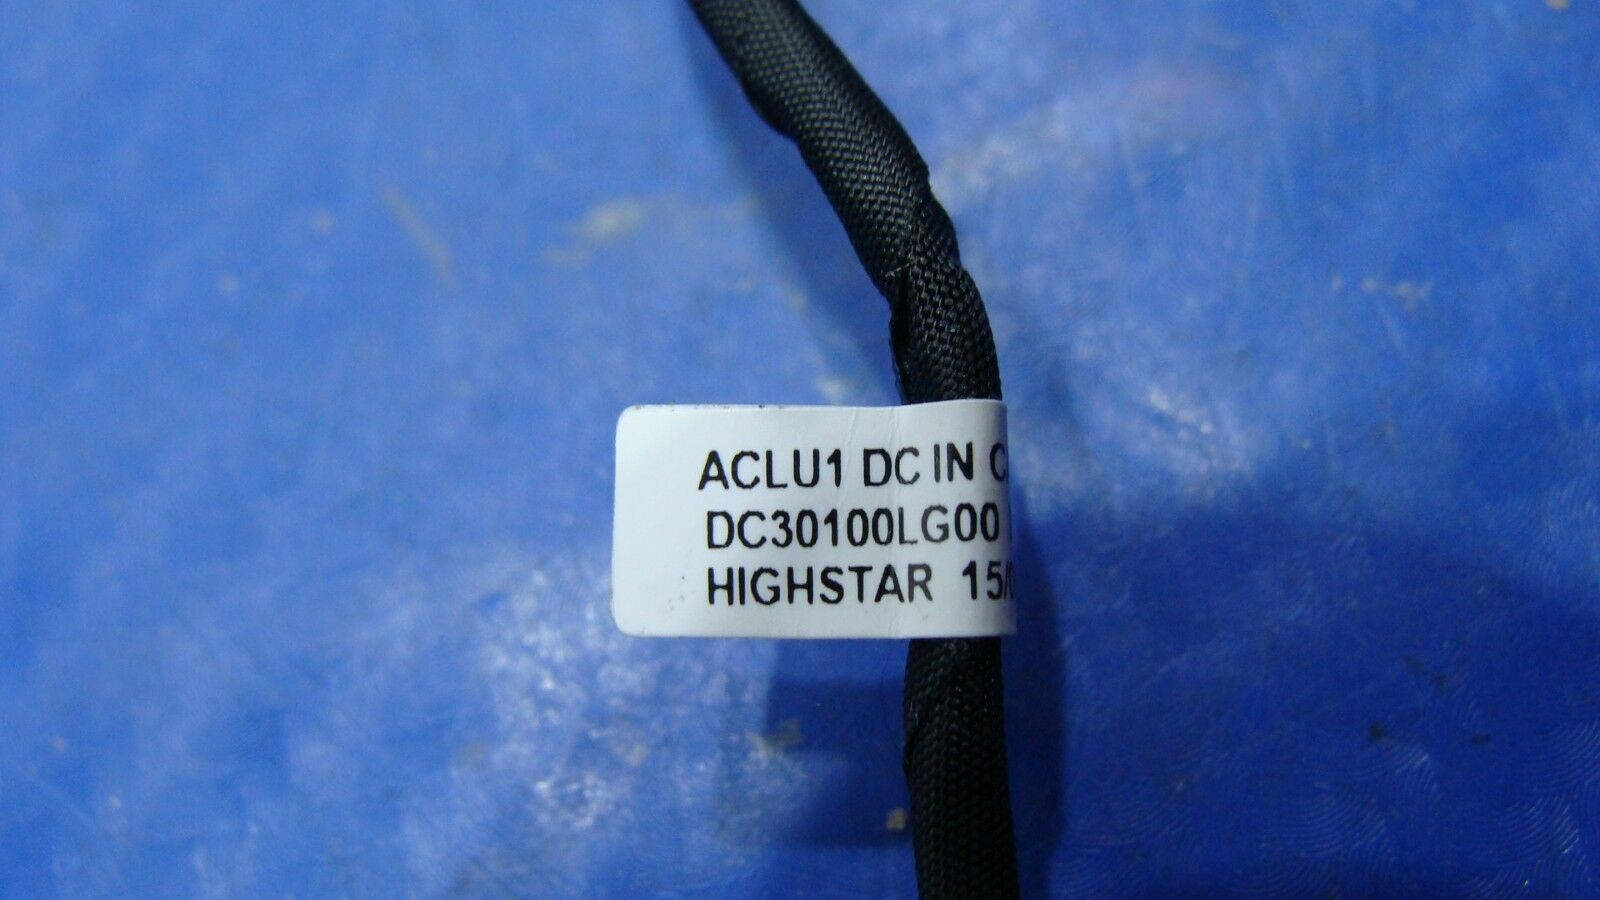 ACLU1 DC IN
DC30100LG00
HIGHSTAR 15/